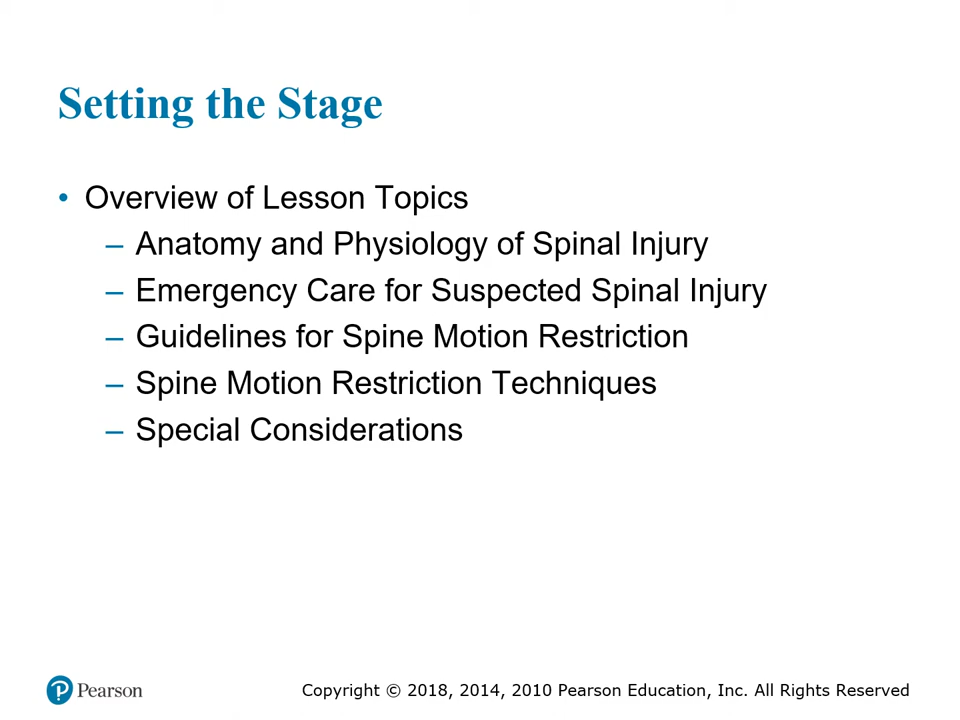 Setting the Stage
• Overview of Lesson Topics
– Anatomy and Physiology of Spinal Injury
– Emergency Care for Suspected Spinal Injury
– Guidelines for Spine Motion Restriction
– Spine Motion Restriction Techniques
– Special Considerations
Pearson
Copyright © 2018, 2014, 2010 Pearson Education, Inc. All Rights Reserved